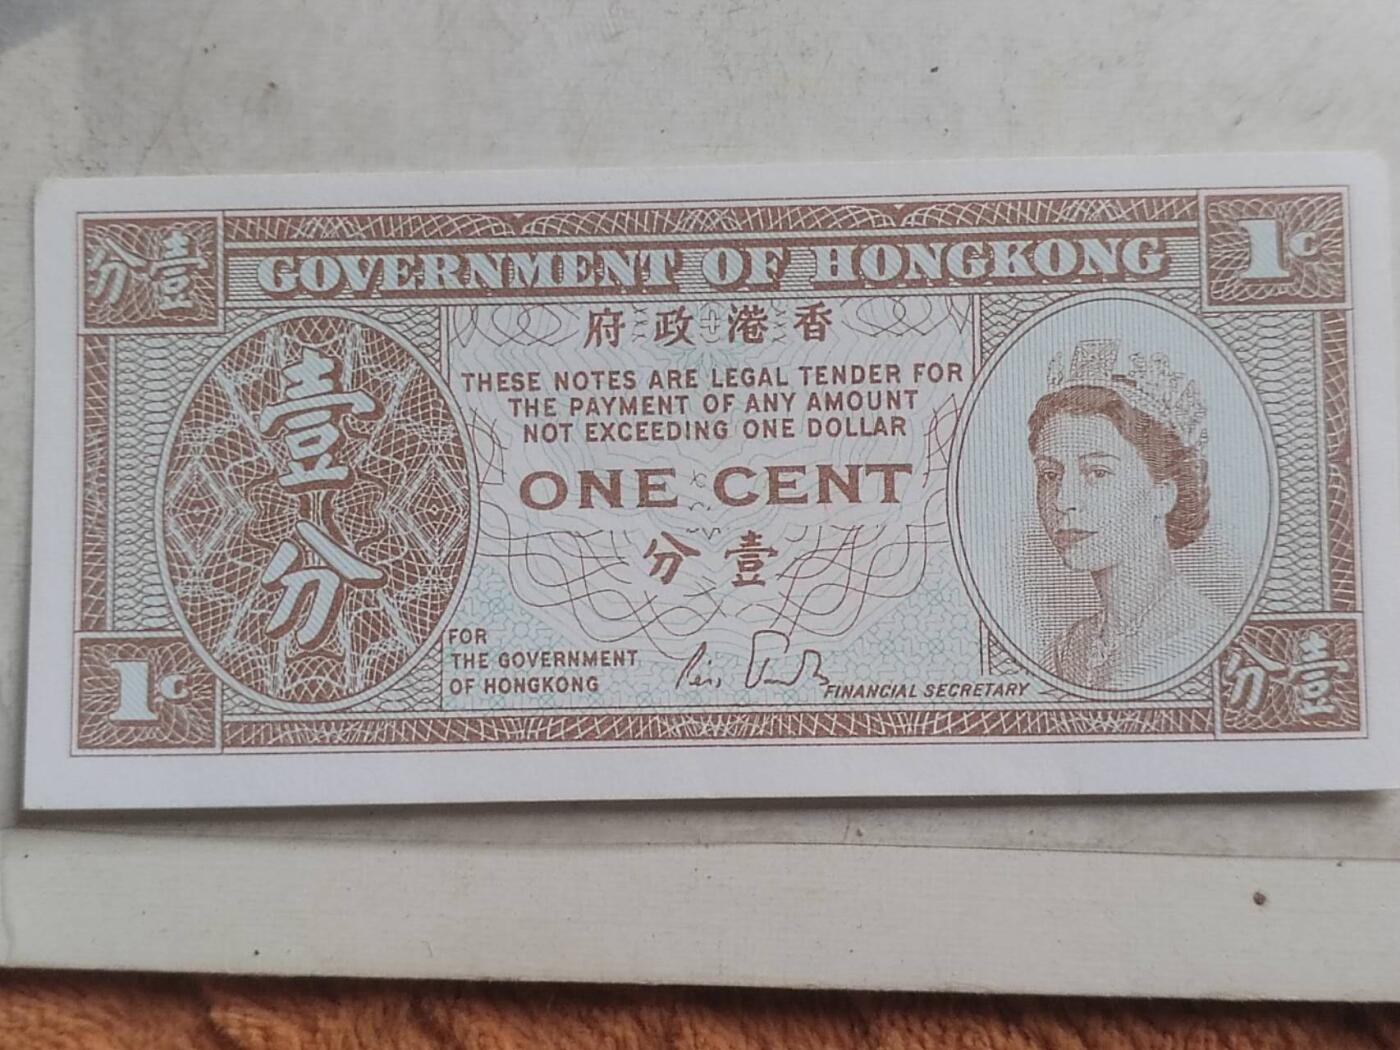 分壹
GOVERNMENT OF HONGKONG
1c
府政港香
壹分
THESE NOTES ARE LEGAL TENDER FOR
THE PAYMENT OF ANY AMOUNT
NOT EXCEEDING ONE DOLLAR
ONE CENT
分壹
FOR
THE GOVERNMENT
OF HONGKONG
FINANCIAL SECRETARY
1c
分壹